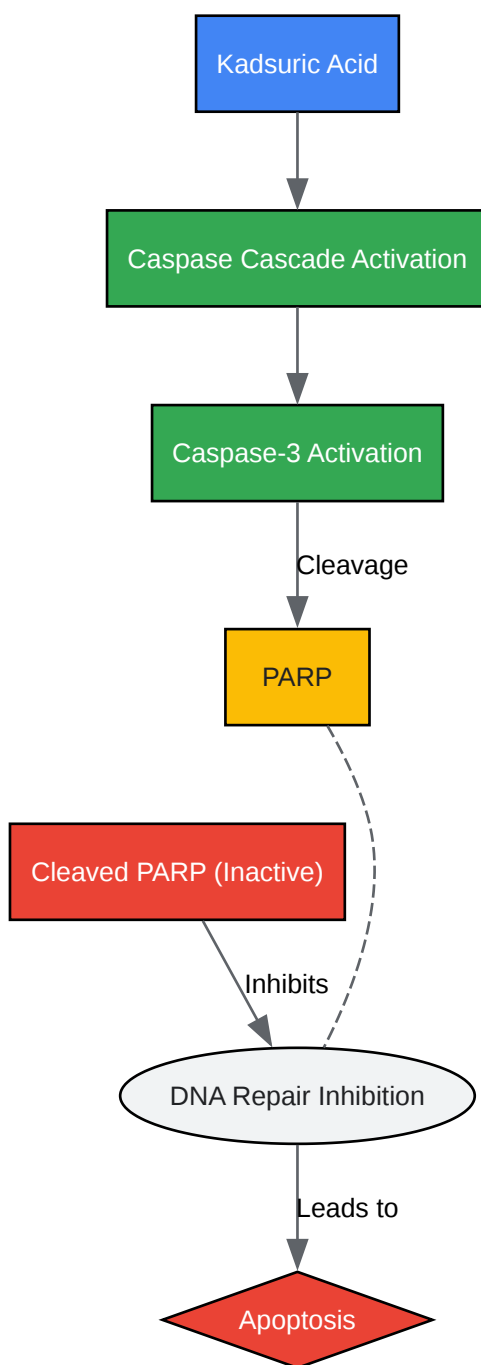 Kadsuric Acid
Caspase Cascade Activation
Caspase-3 Activation
Cleavage
PARP
Cleaved PARP (Inactive)
Inhibits
DNA Repair Inhibition
Leads to
Apoptosis